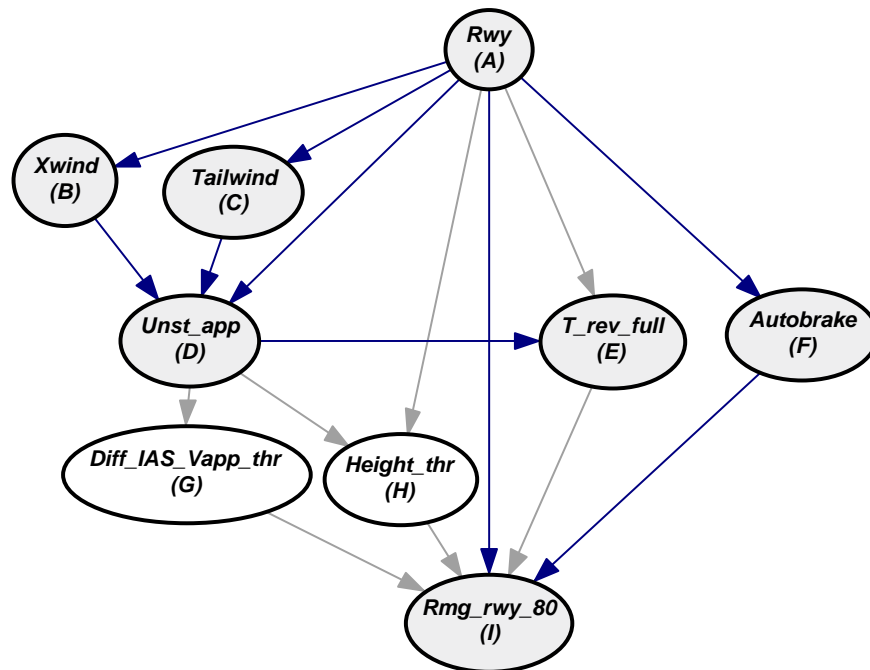 Rwy
(A)
Xwind
(B)
Tailwind
(C)
Unst_app
(D)
T_rev_full
(E)
Autobrake
(F)
Diff_IAS_Vapp_thr
(G)
Height_thr
(H)
Rmg_rwy_80
(I)